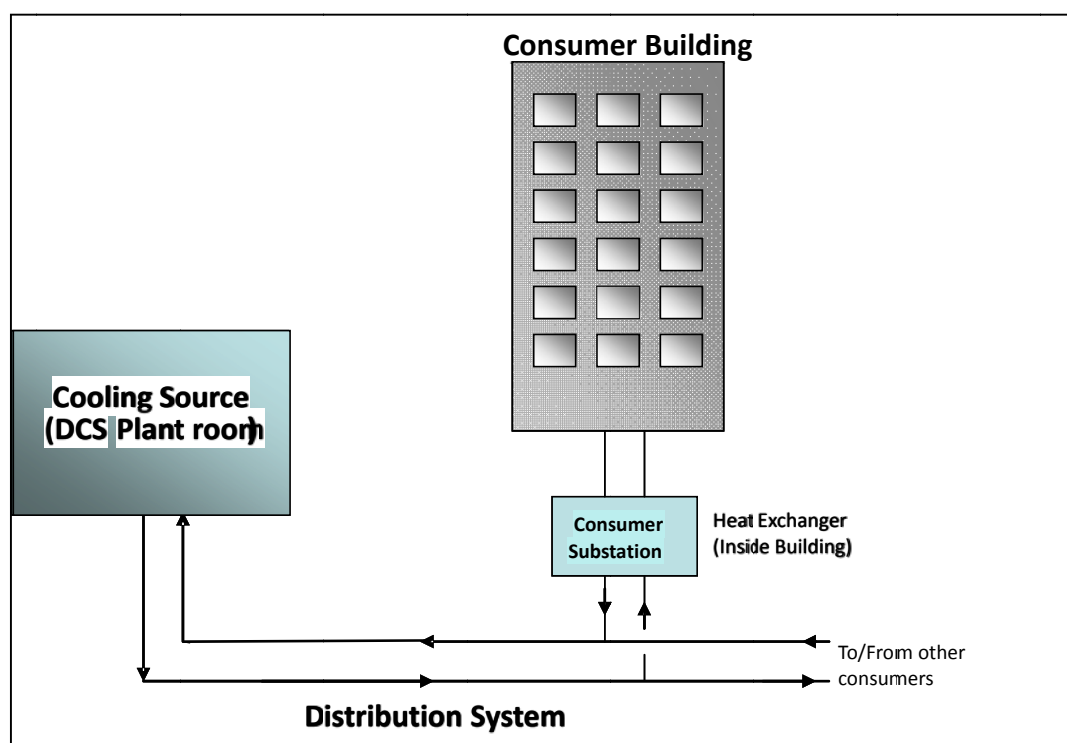 Consumer Building
Cooling Source
(DCS Plant room)
Consumer
Substation
Heat Exchanger
(Inside Building)
To/From other
consumers
Distribution System